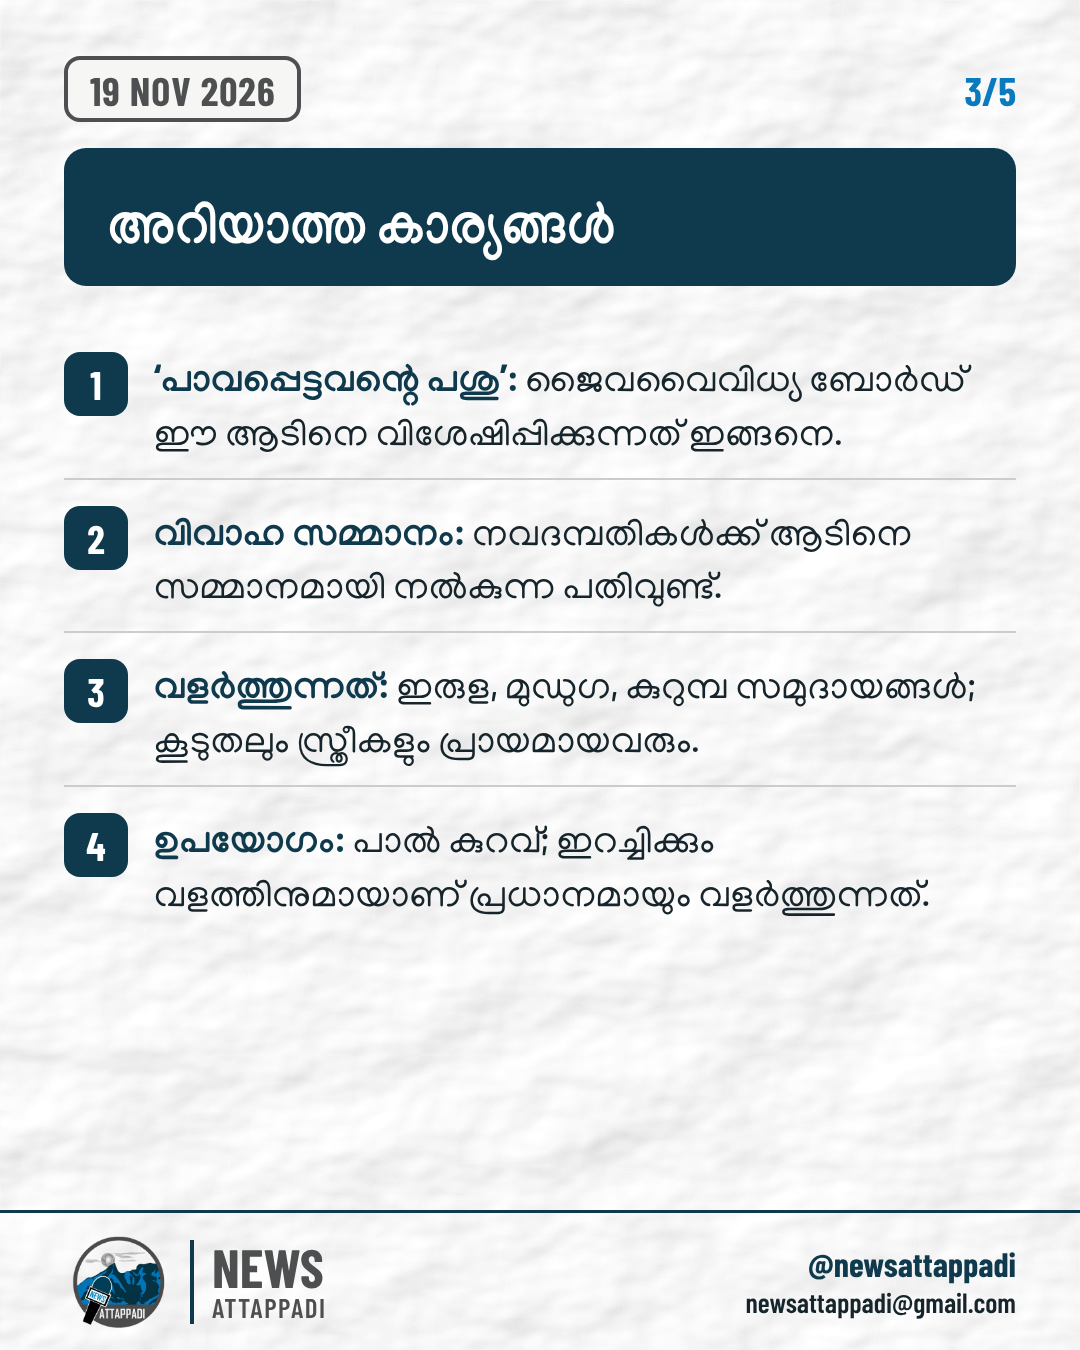 19 NOV 2026
3/5
അറിയാത്ത കാര്യങ്ങൾ
1
‘പാവപ്പെട്ടവന്റെ പശു’: ജൈവവൈവിധ്യ ബോർഡ്
ഈ ആടിനെ വിശേഷിപ്പിക്കുന്നത് ഇങ്ങനെ.
2
വിവാഹ സമ്മാനം: നവദമ്പതികൾക്ക് ആടിനെ
സമ്മാനമായി നൽകുന്ന പതിവുണ്ട്.
3
വളർത്തുന്നത്: ഇരുള, മുഡുഗ, കുറുമ്പ സമുദായങ്ങൾ;
കൂടുതലും സ്ത്രീകളും പ്രായമായവരും.
4
ഉപയോഗം: പാൽ കുറവ്; ഇറച്ചിക്കും
വളത്തിനുമായാണ് പ്രധാനമായും വളർത്തുന്നത്.
NEWS
ATTAPPADI
NEWS
ATTAPPADI
@newsattappadi
newsattappadi@gmail.com